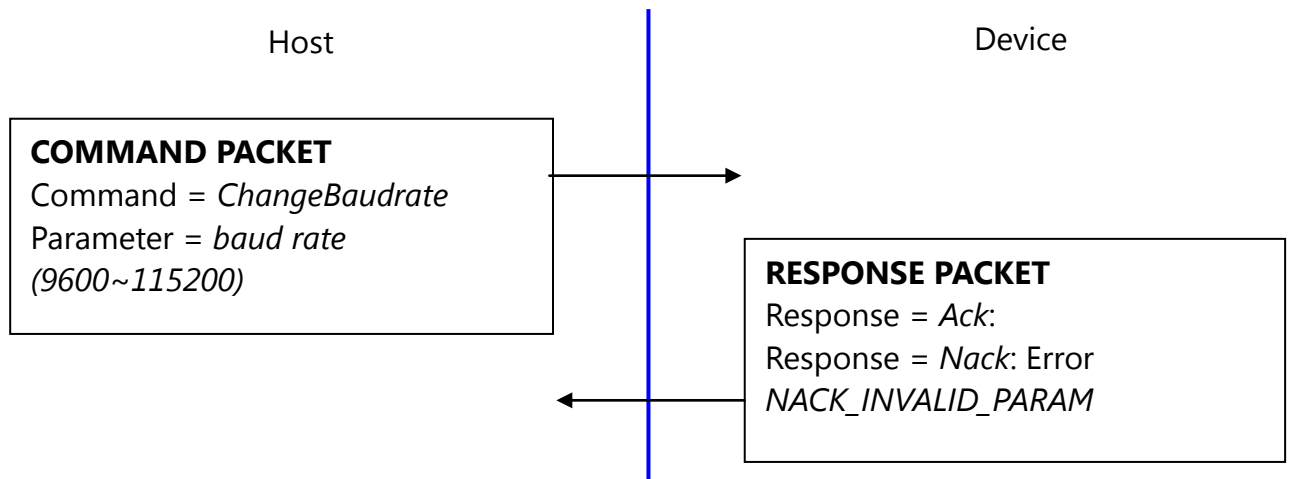 Host
Device
COMMAND PACKET
Command = ChangeBaudrate
Parameter = baud rate
(9600~115200)
RESPONSE PACKET
Response = Ack:
Response = Nack: Error
NACK_INVALID_PARAM